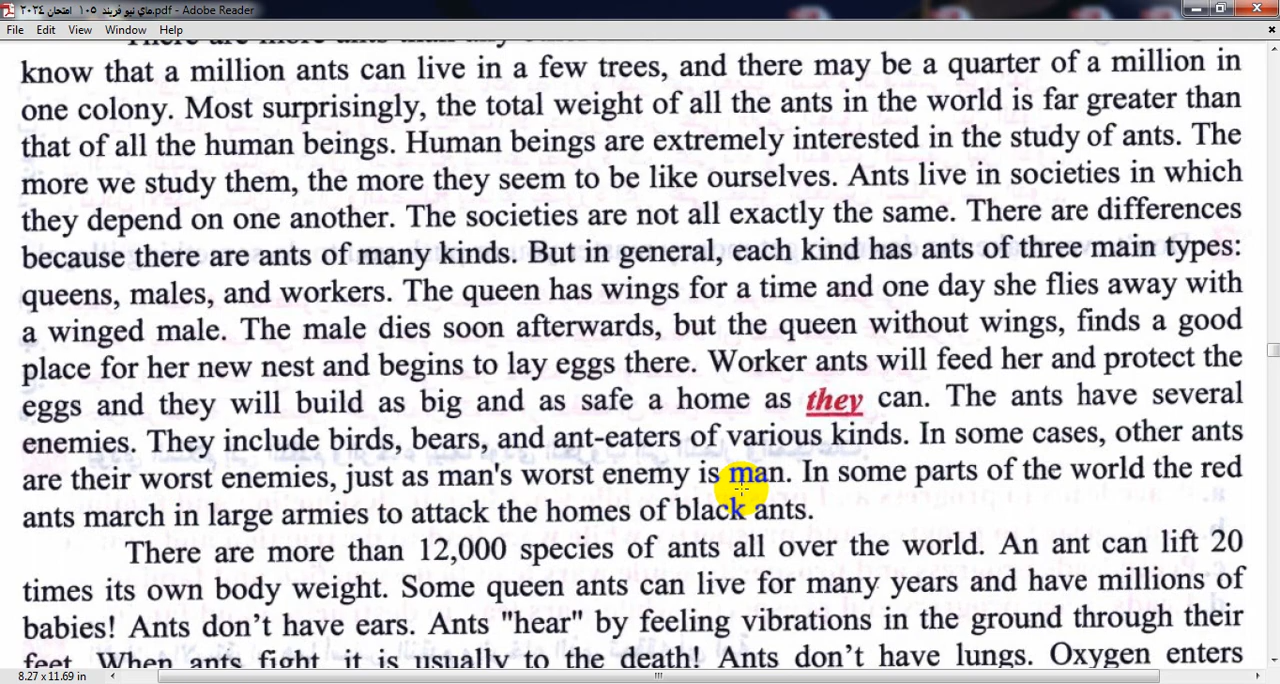 ماي نيو فريند ١٠٥ امتحان ٢٠٢٤.pdf - Adobe Reader
File Edit View Window Help
There are more ants than any
know that a million ants can live in a few trees, and there may be a quarter of a million in
one colony. Most surprisingly, the total weight of all the ants in the world is far greater than
that of all the human beings. Human beings are extremely interested in the study of ants. The
more we study them, the more they seem to be like ourselves. Ants live in societies in which
they depend on one another. The societies are not all exactly the same. There are differences
because there are ants of many kinds. But in general, each kind has ants of three main types:
queens, males, and workers. The queen has wings for a time and one day she flies away with
a winged male. The male dies soon afterwards, but the queen without wings, finds a good
place for her new nest and begins to lay eggs there. Worker ants will feed her and protect the
eggs and they will build as big and as safe a home as they can. The ants have several
enemies. They include birds, bears, and ant-eaters of various kinds. In some cases, other ants
are their worst enemies, just as man's worst enemy is man. In some parts of the world the red
ants march in large armies to attack the homes of black ants.
There are more than 12,000 species of ants all over the world. An ant can lift 20
times its own body weight. Some queen ants can live for many years and have millions of
babies! Ants don't have ears. Ants "hear" by feeling vibrations in the ground through their
feet. When ants fight, it is usually to the death! Ants don't have lungs. Oxygen enters
8.27 x 11.69 in